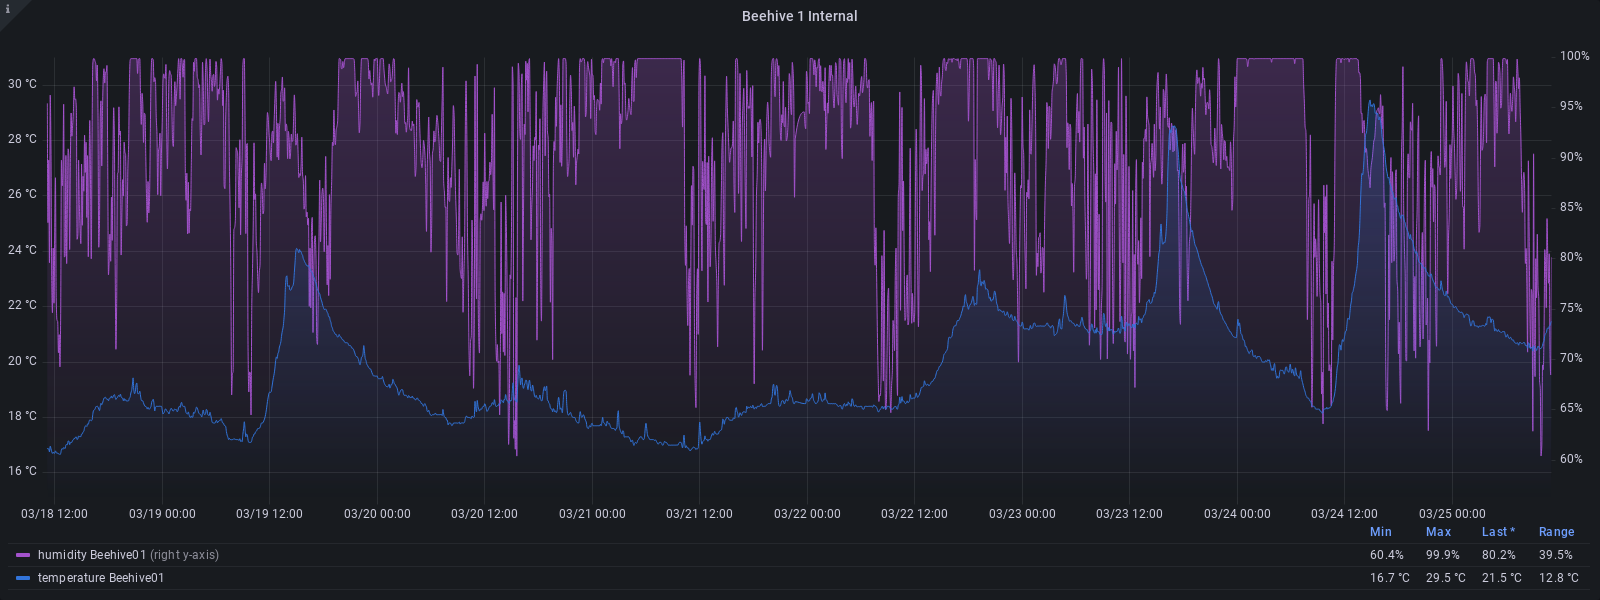 i
Beehive 1 Internal
30 °C
28 °C
26 °C
24 °C
22 °C
20 °C
18 °C
16 °C
100%
95%
90%
85%
80%
75%
70%
65%
60%
03/18 12:00 03/19 00:00 03/19 12:00 03/20 00:00 03/20 12:00 03/21 00:00 03/21 12:00 03/22 00:00 03/22 12:00 03/23 00:00 03/23 12:00 03/24 00:00 03/24 12:00 03/25 00:00
Min Max Last * Range
humidity Beehive01 (right y-axis) 60.4% 99.9% 80.2% 39.5%
temperature Beehive01 16.7 °C 29.5 °C 21.5 °C 12.8 °C